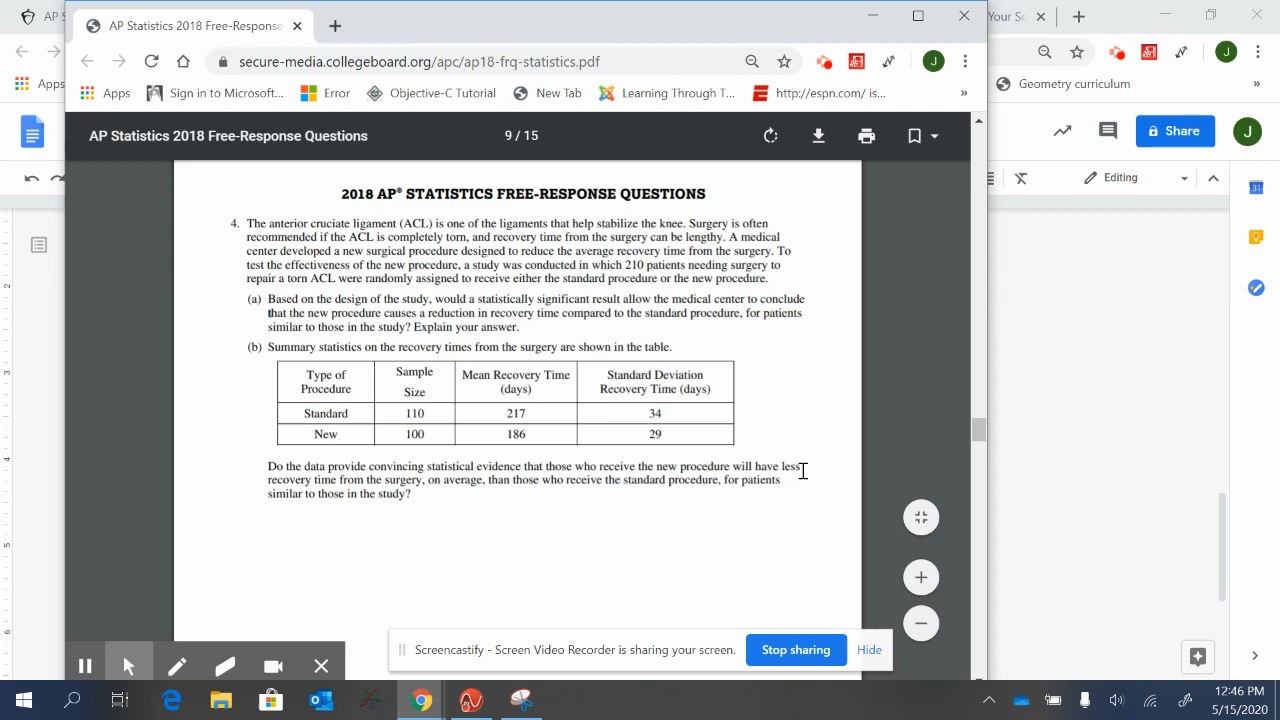 AP S
AP Statistics 2018 Free-Response
Your Sc
secure-media.collegeboard.org/doc/ap18-frq-statistics.pdf
J
J
Apps
Apps
Sign in to Microsoft...
Error
Objective-C Tutorial
New Tab
Learning Through T...
http://espn.com/ is...
»
Geometry curriculum
»
AP Statistics 2018 Free-Response Questions
9 / 15
Share
J
Editing
31
2018 AP® STATISTICS FREE-RESPONSE QUESTIONS
4. The anterior cruciate ligament (ACL) is one of the ligaments that help stabilize the knee. Surgery is often
recommended if the ACL is completely torn, and recovery time from the surgery can be lengthy. A medical
center developed a new surgical procedure designed to reduce the average recovery time from the surgery. To
test the effectiveness of the new procedure, a study was conducted in which 210 patients needing surgery to
repair a torn ACL were randomly assigned to receive either the standard procedure or the new procedure.
(a) Based on the design of the study, would a statistically significant result allow the medical center to conclude
that the new procedure causes a reduction in recovery time compared to the standard procedure, for patients
similar to those in the study? Explain your answer.
(b) Summary statistics on the recovery times from the surgery are shown in the table.
Type of Procedure
Sample Size
Mean Recovery Time (days)
Standard Deviation Recovery Time (days)
Standard 110 217 34
New 100 186 29
Do the data provide convincing statistical evidence that those who receive the new procedure will have less
recovery time from the surgery, on average, than those who receive the standard procedure, for patients
similar to those in the study?
2
3
5
6
Screencastify - Screen Video Recorder is sharing your screen.
Stop sharing
Hide
12:46 PM
5/15/2020